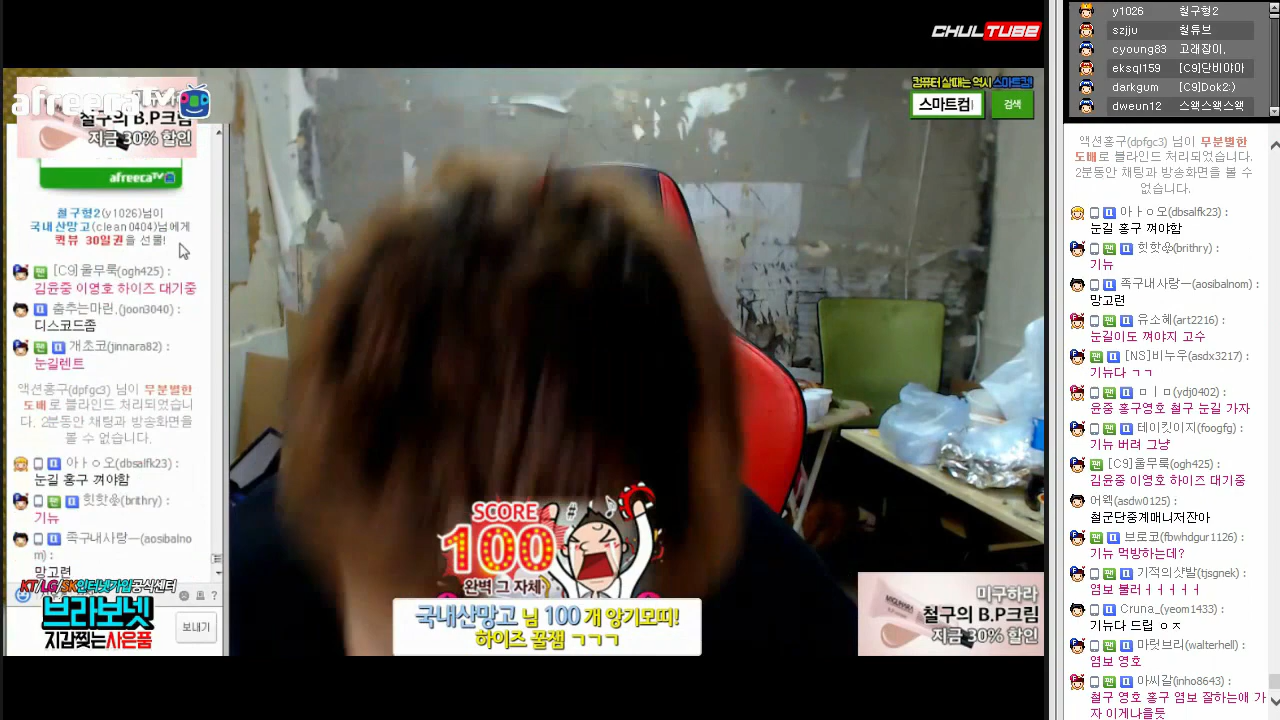 CHULTUBE
컴퓨터 살때는 역시 스마트컴!
스마트컴
검색
afreecaTV
철구의 B.P크림
지금 30% 할인
afreecaTV
철구형2(y1026)님이
국내산망고(clean0404)님에게
퀵뷰 30일권을 선물!
[C9]울무룩(ogh425) :
김윤중 이영호 하이즈 대기중
춤추는마린,(joon3040) :
디스코드좀
개초코(jinnara82) :
눈길렌트
액션홍구(dpfgc3) 님이 무분별한
도배로 블라인드 처리되었습니
다. 2분동안 채팅과 방송화면을
볼 수 없습니다.
아ㅏㅇ오(dbsalfk23) :
눈길 홍구 껴야함
힛핫(brithry) :
기뉴
족구내사랑ㅡ(aosibalno
m) :
망고련
KT/LG/SK인터넷가입공식센터
브라보넷
지갑찢는사은품
보내기
SCORE
100
완벽 그 자체
국내산망고 님 100 개 앙기모띠!
하이즈 꿀잼 ㄱㄱㄱ
미구하라
철구의 B.P크림
지금 30% 할인
y1026 철구형2
szjju 철튜브
cyoung83 고래잡이,
eksql159 [C9]단비야아
darkgum [C9]Dok2:)
dweun12 스왝스왝스왝
액션홍구(dpfgc3) 님이 무분별한
도배로 블라인드 처리되었습니다.
2분동안 채팅과 방송화면을 볼 수
없습니다.
아ㅏㅇ오(dbsalfk23) :
눈길 홍구 껴야함
힛핫(brithry) :
기뉴
족구내사랑ㅡ(aosibalnom) :
망고련
유소혜(art2216) :
눈길이도 껴야지 고수
[NS]비누우(asdx3217) :
기뉴다 ㄱㄱ
ㅁㅣㅁ(ydj0402) :
윤중 홍구영호 철구 눈길 가자
테이킷이지(foogfg) :
기뉴 버려 그냥
[C9]울무룩(ogh425) :
김윤중 이영호 하이즈 대기중
어웩(asdw0125) :
철군단중계매니저잔아
브로코(fbwhdgur1126) :
기뉴 먹방하는데?
기적의샷발(tjsgnek) :
염보 불러ㅓㅓㅓㅓㅓ
Cruna_(yeom1433) :
기뉴다 드립 ㅇㅈ
마럿브리(walterhell) :
염보 영호
아씨갈(inho8643) :
철구 영호 홍구 염보 잘하는애 가
자 이게나을듯